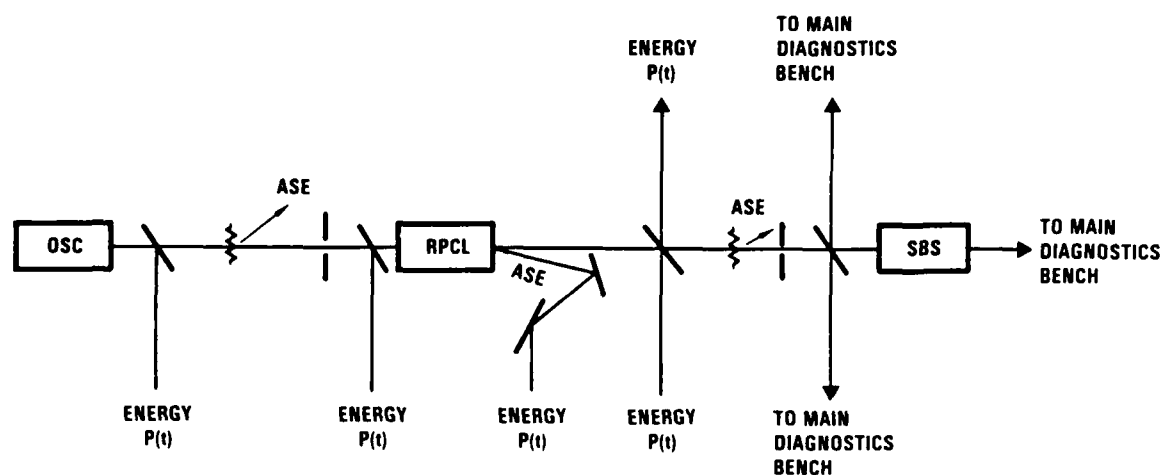 TO MAIN
DIAGNOSTICS
BENCH
ENERGY
P(t)
ASE
ASE
OSC
RPCL
ASE
SBS
TO MAIN
DIAGNOSTICS
BENCH
ENERGY
P(t)
ENERGY
P(t)
ENERGY
P(t)
ENERGY
P(t)
TO MAIN
DIAGNOSTICS
BENCH